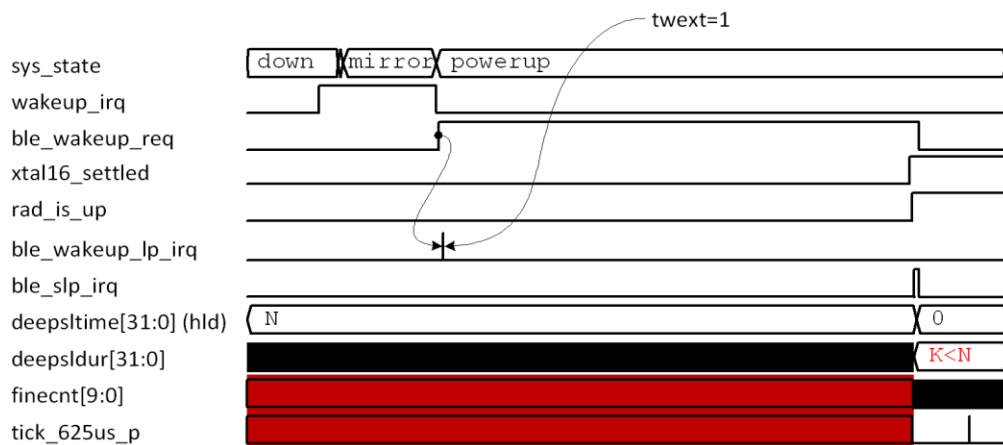 twext=1
sys_state down mirror powerup
wakeup_irq
ble_wakeup_req
xtal16_settled
rad_is_up
ble_wakeup_lp_irq
ble_slp_irq
deepsltime[31:0] (hld) N 0
deepsldur[31:0] K<N
finecnt[9:0]
tick_625us_p